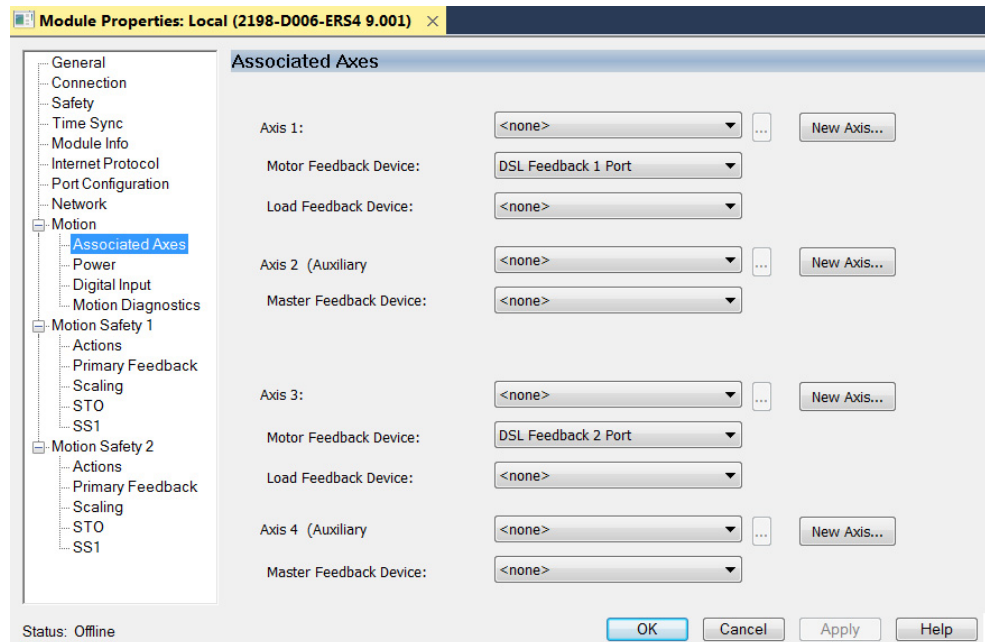 Module Properties: Local (2198-D006-ERS4 9.001) ×
General
Connection
Safety
Time Sync
Module Info
Internet Protocol
Port Configuration
Network
Motion
Associated Axes
Power
Digital Input
Motion Diagnostics
Motion Safety 1
Actions
Primary Feedback
Scaling
STO
SS1
Motion Safety 2
Actions
Primary Feedback
Scaling
STO
SS1
Associated Axes
Axis 1: <none> ... New Axis...
Motor Feedback Device: DSL Feedback 1 Port
Load Feedback Device: <none>
Axis 2 (Auxiliary <none> ... New Axis...
Master Feedback Device: <none>
Axis 3: <none> ... New Axis...
Motor Feedback Device: DSL Feedback 2 Port
Load Feedback Device: <none>
Axis 4 (Auxiliary <none> ... New Axis...
Master Feedback Device: <none>
Status: Offline OK Cancel Apply Help